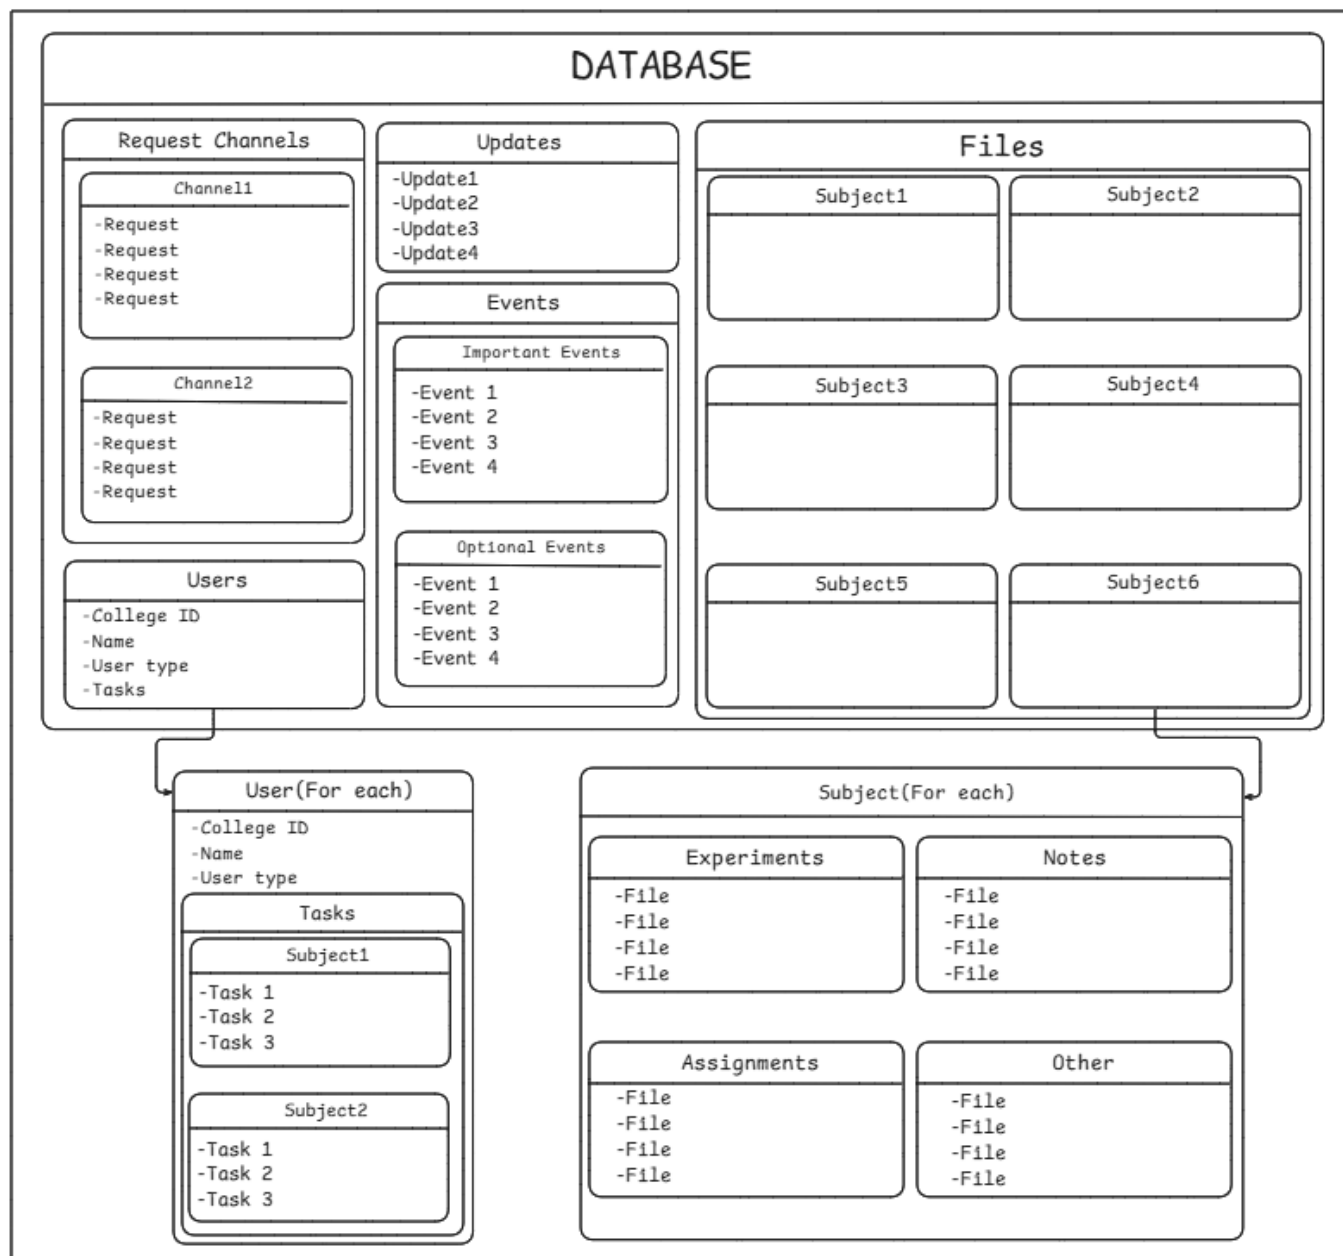 DATABASE
Request Channels
Channel1
-Request
-Request
-Request
-Request
Channel2
-Request
-Request
-Request
-Request
Users
-College ID
-Name
-User type
-Tasks
Updates
-Update1
-Update2
-Update3
-Update4
Events
Important Events
-Event 1
-Event 2
-Event 3
-Event 4
Optional Events
-Event 1
-Event 2
-Event 3
-Event 4
Files
Subject1
Subject2
Subject3
Subject4
Subject5
Subject6
User(For each)
-College ID
-Name
-User type
Tasks
Subject1
-Task 1
-Task 2
-Task 3
Subject2
-Task 1
-Task 2
-Task 3
Subject(For each)
Experiments
-File
-File
-File
-File
Notes
-File
-File
-File
-File
Assignments
-File
-File
-File
-File
Other
-File
-File
-File
-File